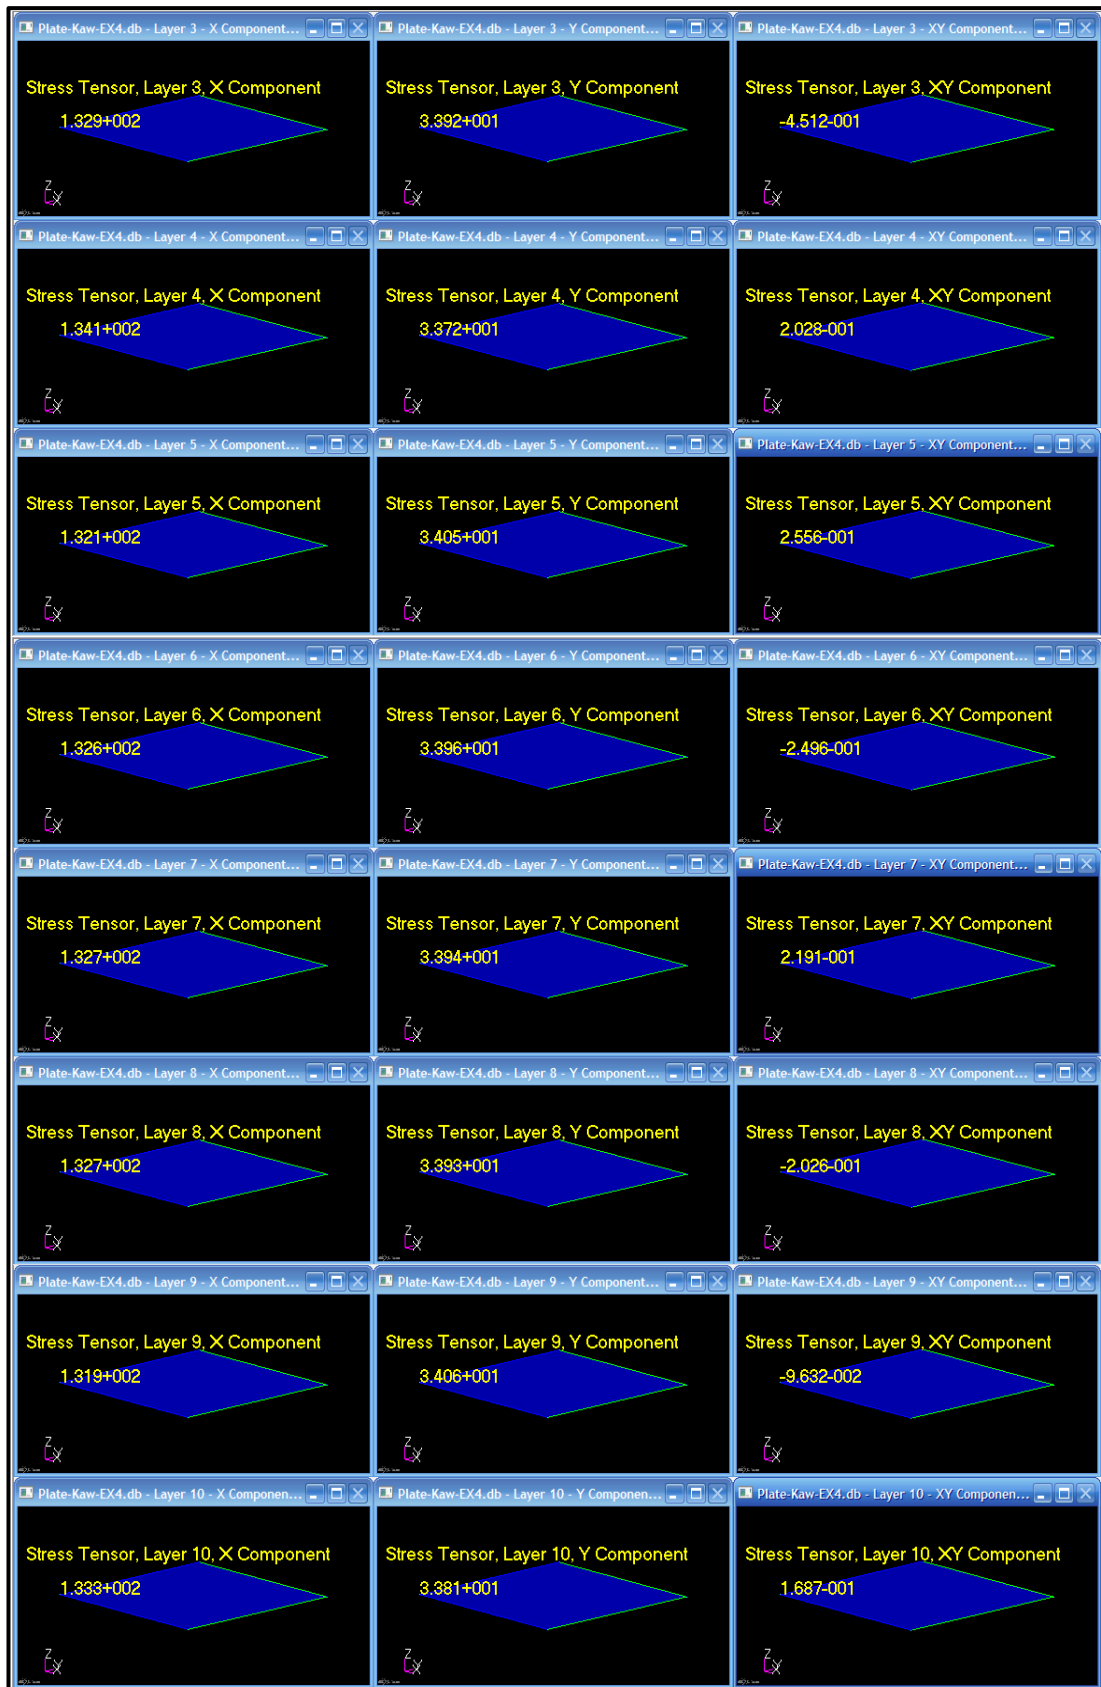 Plate-Kaw-EX4.db - Layer 3 - X Component...
Plate-Kaw-EX4.db - Layer 3 - Y Component...
Plate-Kaw-EX4.db - Layer 3 - XY Component...
Stress Tensor, Layer 3, X Component
Stress Tensor, Layer 3, Y Component
Stress Tensor, Layer 3, XY Component
1.329+002
3.392+001
-4.512-001
Z
Y
X
Z
Y
X
Z
Y
X
Plate-Kaw-EX4.db - Layer 4 - X Component...
Plate-Kaw-EX4.db - Layer 4 - Y Component...
Plate-Kaw-EX4.db - Layer 4 - XY Component...
Stress Tensor, Layer 4, X Component
Stress Tensor, Layer 4, Y Component
Stress Tensor, Layer 4, XY Component
1.341+002
3.372+001
2.028-001
Z
Y
X
Z
Y
X
Z
Y
X
Plate-Kaw-EX4.db - Layer 5 - X Component...
Plate-Kaw-EX4.db - Layer 5 - Y Component...
Plate-Kaw-EX4.db - Layer 5 - XY Component...
Stress Tensor, Layer 5, X Component
Stress Tensor, Layer 5, Y Component
Stress Tensor, Layer 5, XY Component
1.321+002
3.405+001
2.556-001
Z
Y
X
Z
Y
X
Z
Y
X
Plate-Kaw-EX4.db - Layer 6 - X Component...
Plate-Kaw-EX4.db - Layer 6 - Y Component...
Plate-Kaw-EX4.db - Layer 6 - XY Component...
Stress Tensor, Layer 6, X Component
Stress Tensor, Layer 6, Y Component
Stress Tensor, Layer 6, XY Component
1.326+002
3.396+001
-2.496-001
Z
Y
X
Z
Y
X
Z
Y
X
Plate-Kaw-EX4.db - Layer 7 - X Component...
Plate-Kaw-EX4.db - Layer 7 - Y Component...
Plate-Kaw-EX4.db - Layer 7 - XY Component...
Stress Tensor, Layer 7, X Component
Stress Tensor, Layer 7, Y Component
Stress Tensor, Layer 7, XY Component
1.327+002
3.394+001
2.191-001
Z
Y
X
Z
Y
X
Z
Y
X
Plate-Kaw-EX4.db - Layer 8 - X Component...
Plate-Kaw-EX4.db - Layer 8 - Y Component...
Plate-Kaw-EX4.db - Layer 8 - XY Component...
Stress Tensor, Layer 8, X Component
Stress Tensor, Layer 8, Y Component
Stress Tensor, Layer 8, XY Component
1.327+002
3.393+001
-2.026-001
Z
Y
X
Z
Y
X
Z
Y
X
Plate-Kaw-EX4.db - Layer 9 - X Component...
Plate-Kaw-EX4.db - Layer 9 - Y Component...
Plate-Kaw-EX4.db - Layer 9 - XY Component...
Stress Tensor, Layer 9, X Component
Stress Tensor, Layer 9, Y Component
Stress Tensor, Layer 9, XY Component
1.319+002
3.406+001
-9.632-002
Z
Y
X
Z
Y
X
Z
Y
X
Plate-Kaw-EX4.db - Layer 10 - X Componen...
Plate-Kaw-EX4.db - Layer 10 - Y Componen...
Plate-Kaw-EX4.db - Layer 10 - XY Componen...
Stress Tensor, Layer 10, X Component
Stress Tensor, Layer 10, Y Component
Stress Tensor, Layer 10, XY Component
1.333+002
3.381+001
1.687-001
Z
Y
X
Z
Y
X
Z
Y
X